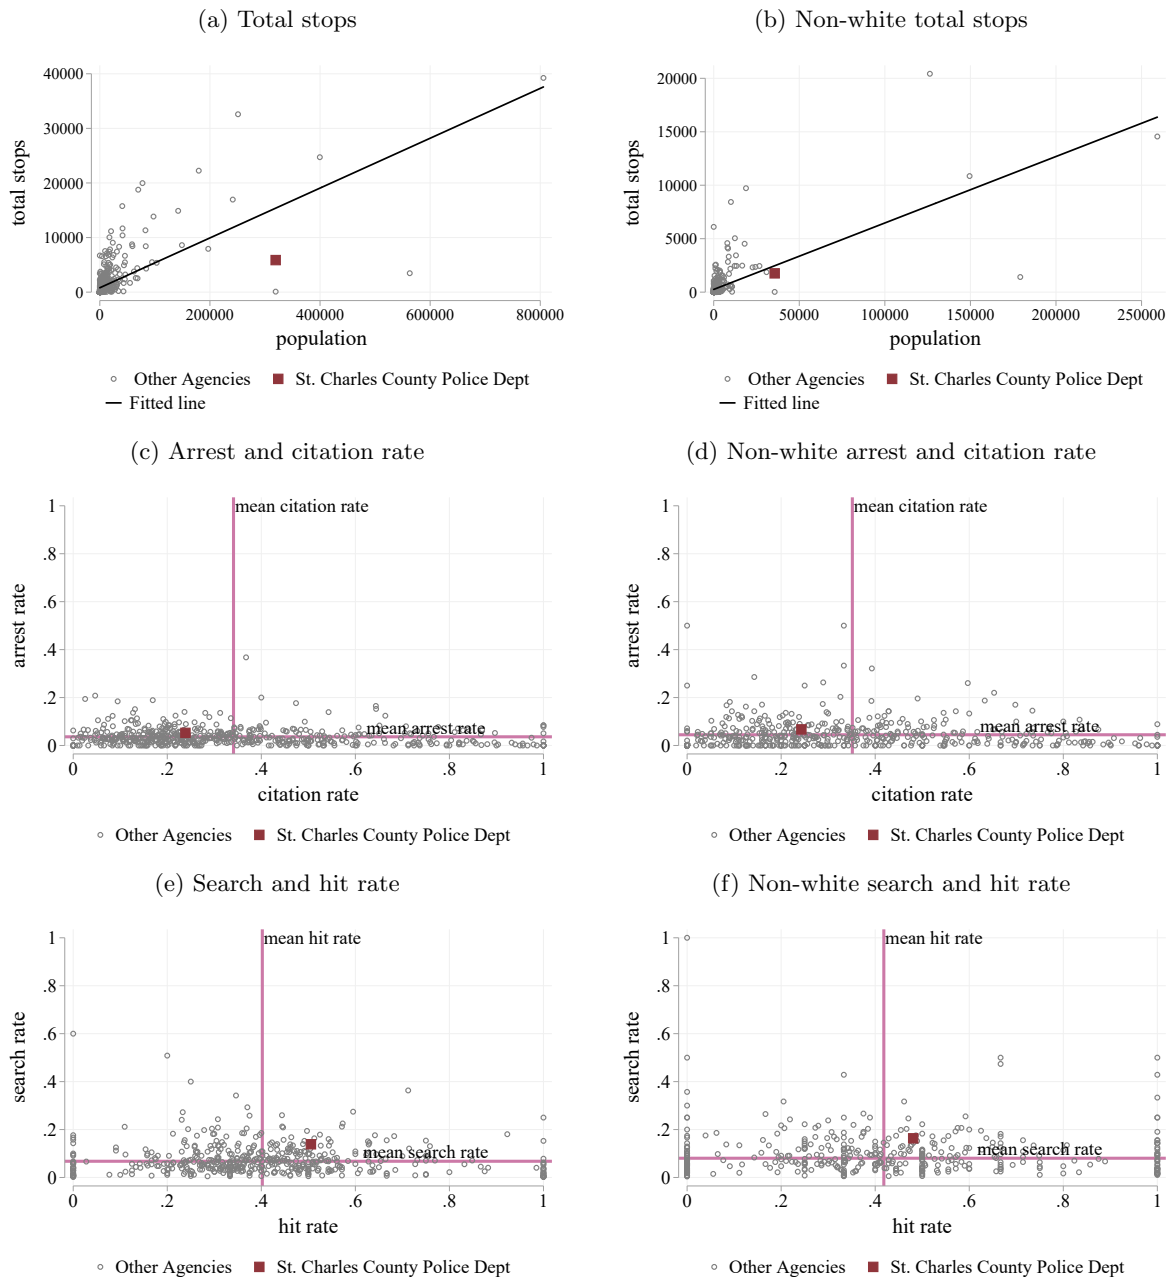 (a) Total stops
(b) Non-white total stops
total stops
40000
30000
20000
10000
0
0 200000 400000 600000 800000
population
Other Agencies St. Charles County Police Dept
Fitted line
total stops
20000
15000
10000
5000
0
0 50000 100000 150000 200000 250000
population
Other Agencies St. Charles County Police Dept
Fitted line
(c) Arrest and citation rate
(d) Non-white arrest and citation rate
arrest rate
1
.8
.6
.4
.2
0
mean citation rate
mean arrest rate
0 .2 .4 .6 .8 1
citation rate
Other Agencies St. Charles County Police Dept
arrest rate
1
.8
.6
.4
.2
0
mean citation rate
mean arrest rate
0 .2 .4 .6 .8 1
citation rate
Other Agencies St. Charles County Police Dept
(e) Search and hit rate
(f) Non-white search and hit rate
search rate
1
.8
.6
.4
.2
0
mean hit rate
mean search rate
0 .2 .4 .6 .8 1
hit rate
Other Agencies St. Charles County Police Dept
search rate
1
.8
.6
.4
.2
0
mean hit rate
mean search rate
0 .2 .4 .6 .8 1
hit rate
Other Agencies St. Charles County Police Dept